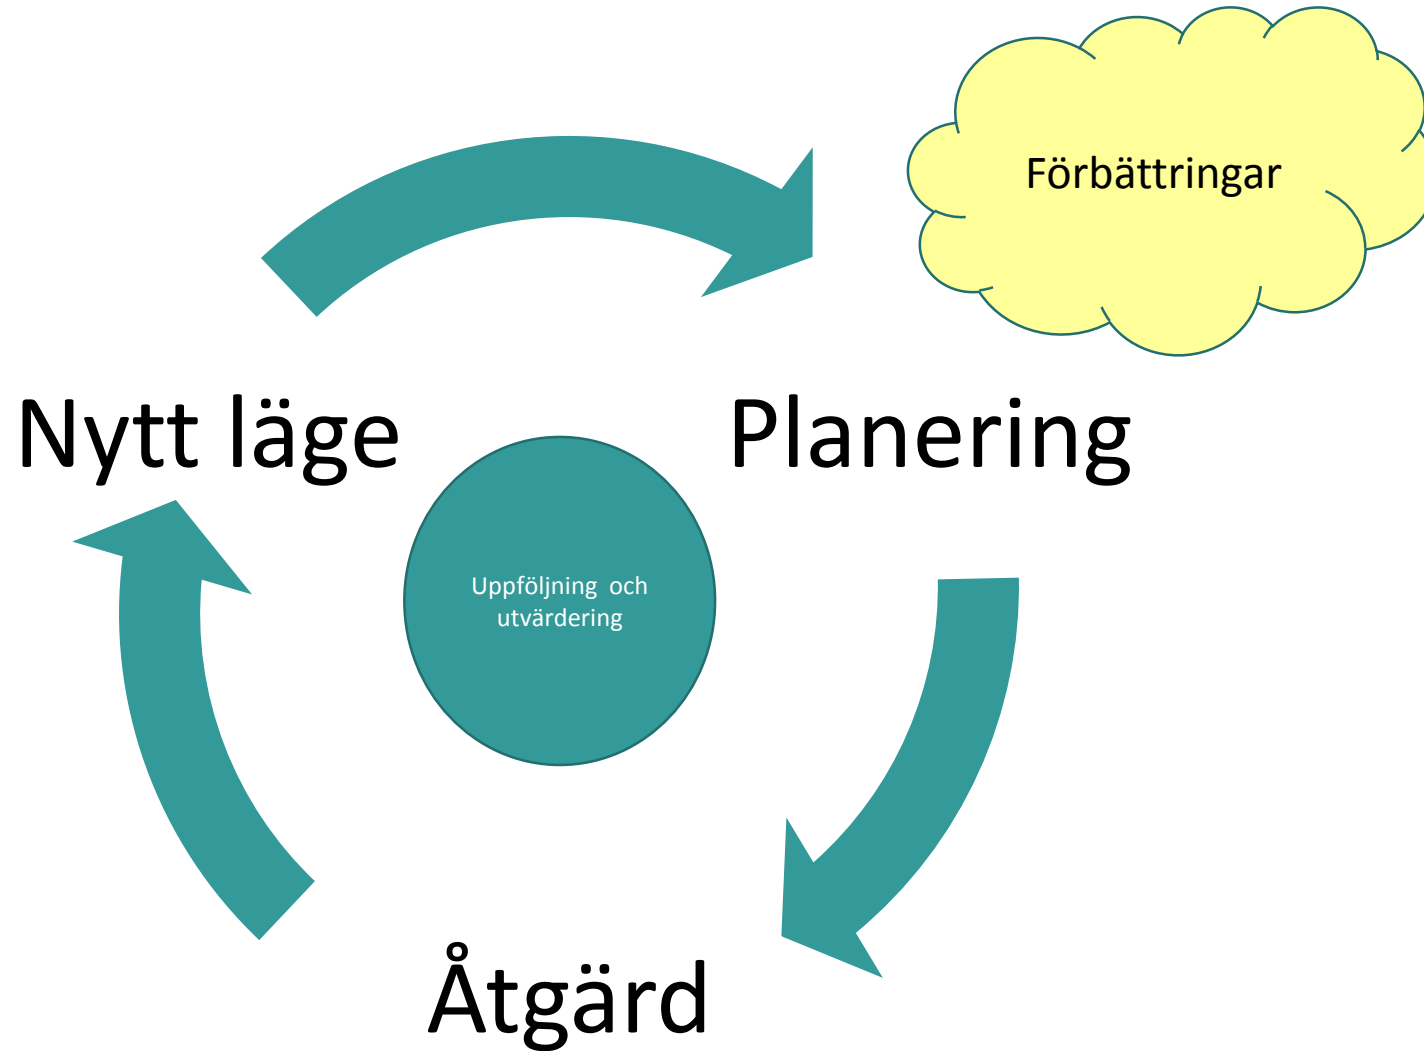 Förbättringar
Nytt läge
Planering
Uppföljning och
utvärdering
Åtgärd